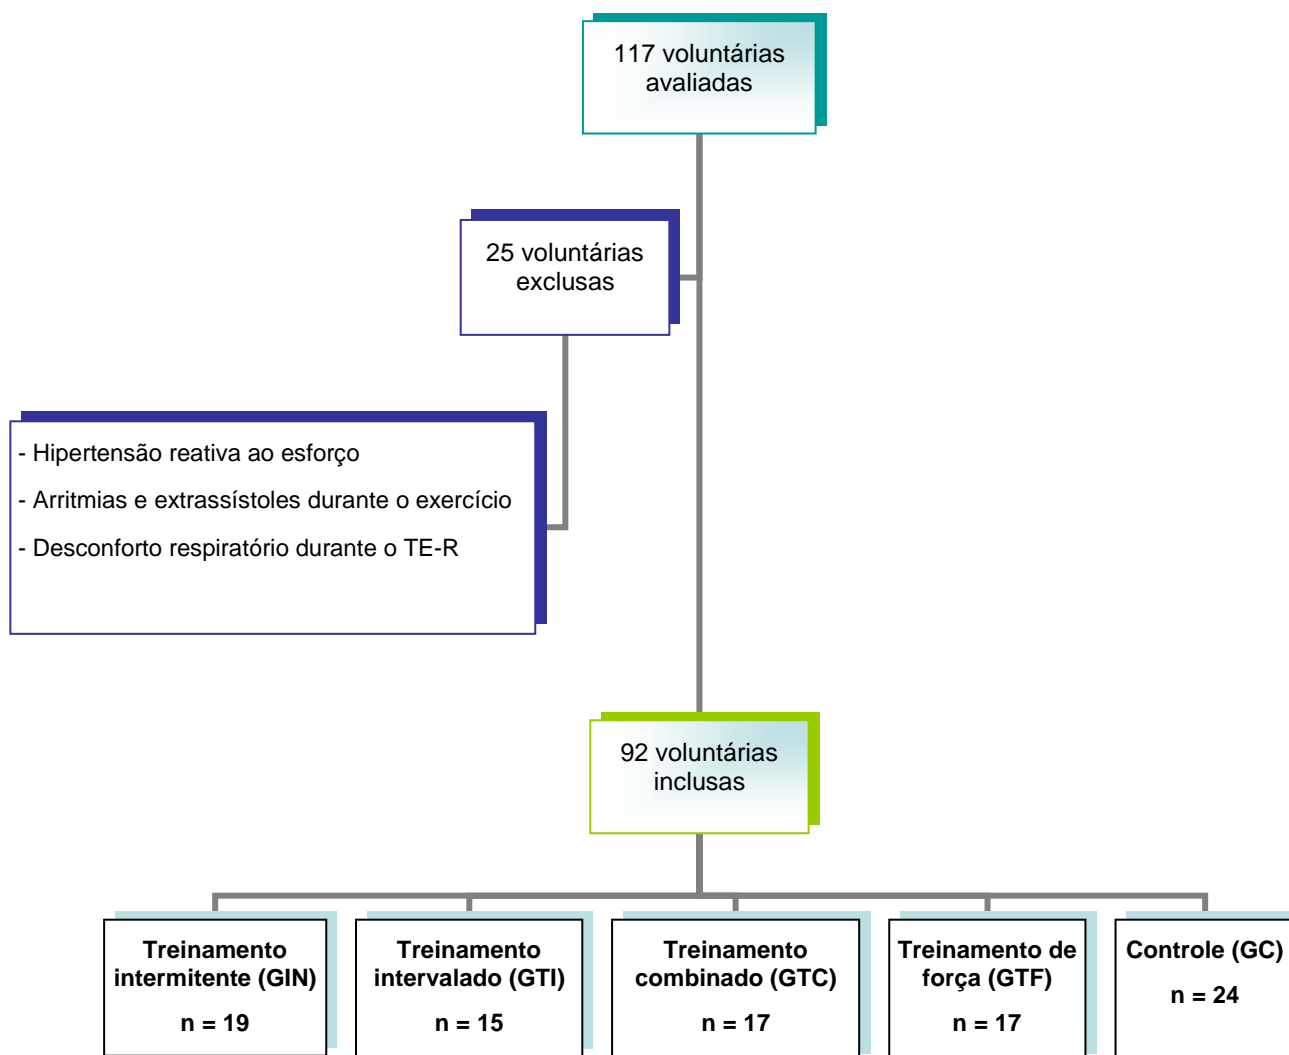 117 voluntárias
avaliadas
25 voluntárias
exclusas
- Hipertensão reativa ao esforço
- Arritmias e extrassístoles durante o exercício
- Desconforto respiratório durante o TE-R
92 voluntárias
inclusas
Treinamento
intermitente (GIN)
n = 19
Treinamento
intervalado (GTI)
n = 15
Treinamento
combinado (GTC)
n = 17
Treinamento de
força (GTF)
n = 17
Controle (GC)
n = 24